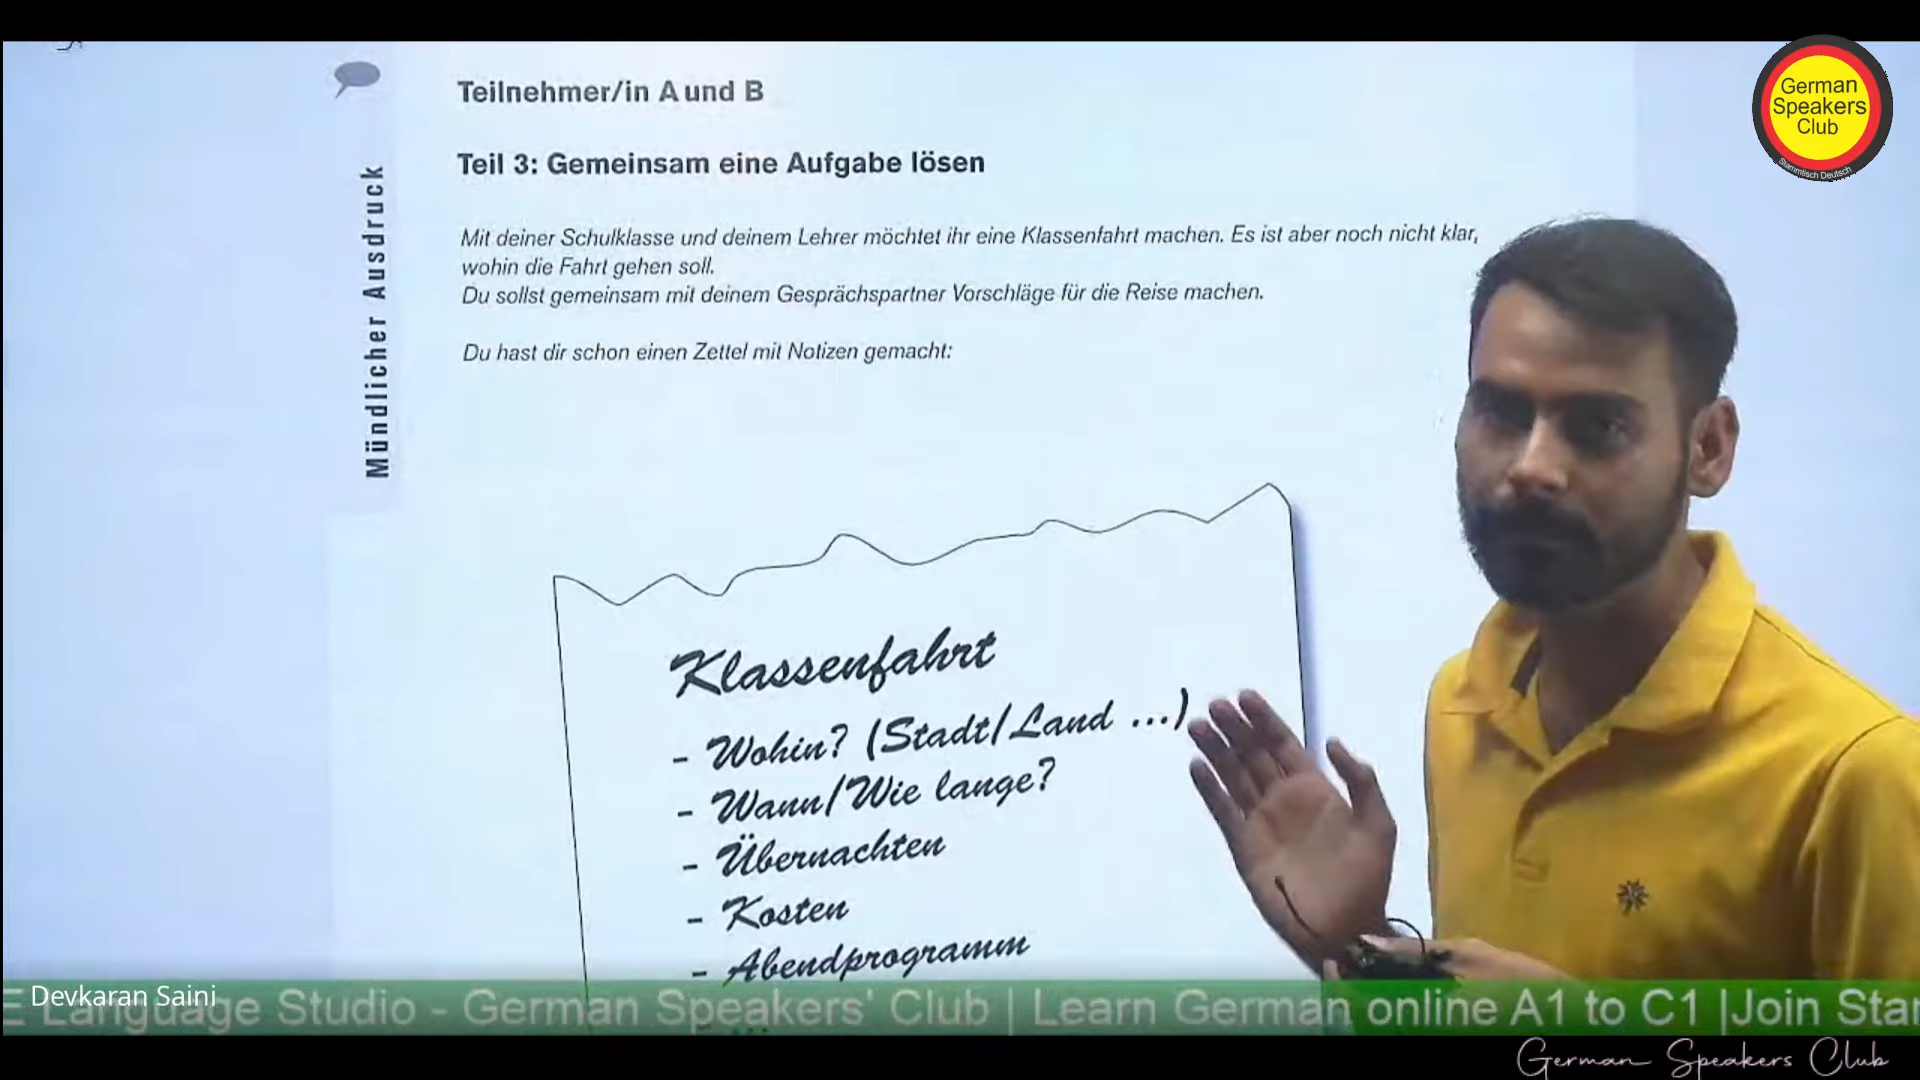 Teilnehmer/in A und B
Teil 3: Gemeinsam eine Aufgabe lösen
Mündlicher Ausdruck
Mit deiner Schulklasse und deinem Lehrer möchtet ihr eine Klassenfahrt machen. Es ist aber noch nicht klar,
wohin die Fahrt gehen soll.
Du sollst gemeinsam mit deinem Gesprächspartner Vorschläge für die Reise machen.
Du hast dir schon einen Zettel mit Notizen gemacht:
Klassenfahrt
- Wohin? (Stadt/Land ...)
- Wann/Wie lange?
- Übernachten
- Kosten
- Abendprogramm
German
Speakers
Club
Stammtisch Deutsch
Devkaran Saini
E Language Studio - German Speakers' Club | Learn German online A1 to C1 |Join Star
German Speakers Club